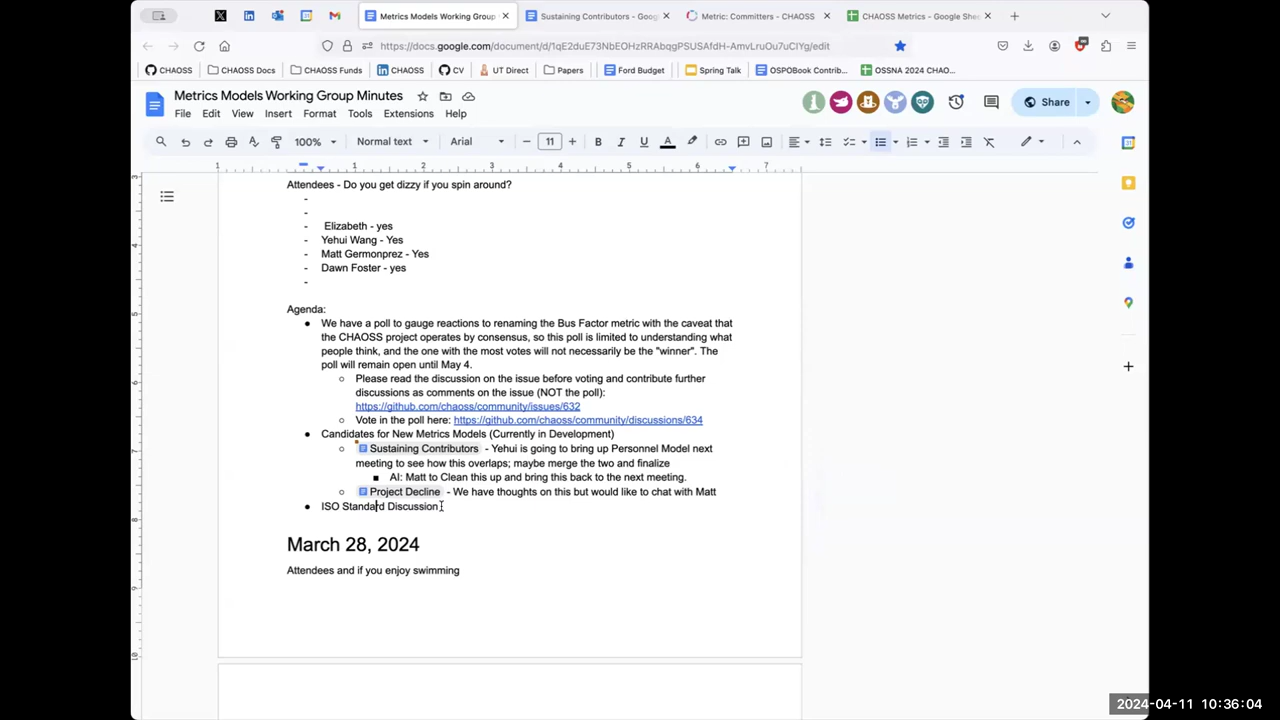 Metrics Models Working Group
Sustaining Contributors - Goog
Metric: Committers - CHAOSS
CHAOSS Metrics - Google Shee
https://docs.google.com/document/d/1qE2duE73NbEOHzRRAbqgPSUSAfdH-AmvLruOu7uCIYg/edit
CHAOSS
CHAOSS Docs
CHAOSS Funds
CHAOSS
CV
UT Direct
Papers
Ford Budget
Spring Talk
OSPOBook Contrib...
OSSNA 2024 CHAO...
Metrics Models Working Group Minutes
File Edit View Insert Format Tools Extensions Help
Share
100% Normal text Arial 11
1 1 2 3 4 5 6 7
Attendees - Do you get dizzy if you spin around?
-
-
- Elizabeth - yes
- Yehui Wang - Yes
- Matt Germonprez - Yes
- Dawn Foster - yes
-
Agenda:
● We have a poll to gauge reactions to renaming the Bus Factor metric with the caveat that
the CHAOSS project operates by consensus, so this poll is limited to understanding what
people think, and the one with the most votes will not necessarily be the "winner". The
poll will remain open until May 4.
○ Please read the discussion on the issue before voting and contribute further
discussions as comments on the issue (NOT the poll):
https://github.com/chaoss/community/issues/632
○ Vote in the poll here: https://github.com/chaoss/community/discussions/634
● Candidates for New Metrics Models (Currently in Development)
○ Sustaining Contributors - Yehui is going to bring up Personnel Model next
meeting to see how this overlaps; maybe merge the two and finalize
■ AI: Matt to Clean this up and bring this back to the next meeting.
○ Project Decline - We have thoughts on this but would like to chat with Matt
● ISO Standard Discussion
March 28, 2024
Attendees and if you enjoy swimming
2024-04-11 10:36:04